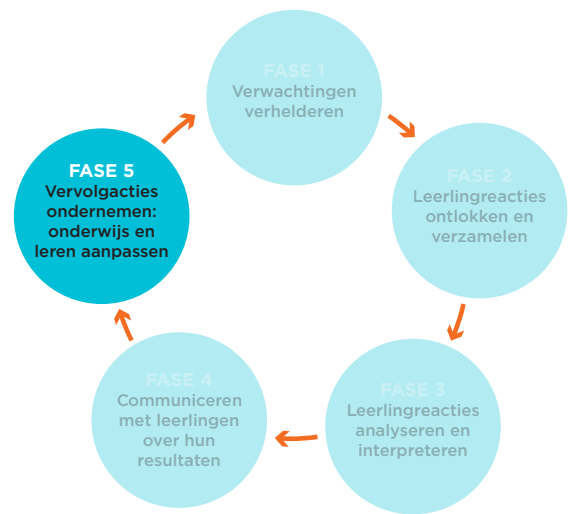 FASE 1
Verwachtingen
verhelderen
FASE 2
Leerlingreacties
ontlokken en
verzamelen
FASE 3
Leerlingreacties
analyseren en
interpreteren
FASE 4
Communiceren
met leerlingen
over hun
resultaten
FASE 5
Vervolgacties
ondernemen:
onderwijs en
leren aanpassen